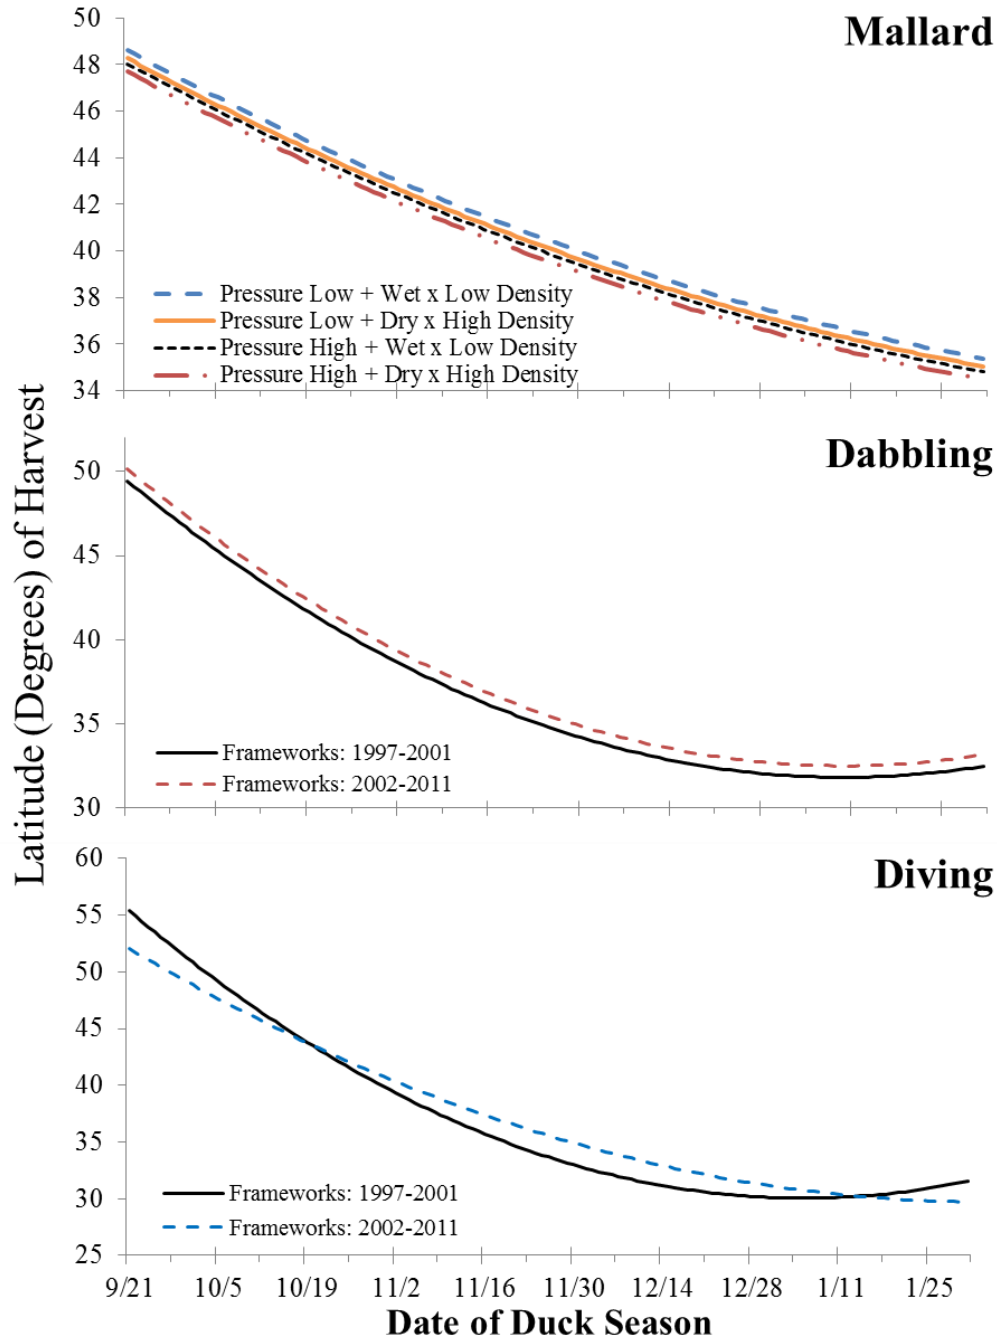 Mallard
50
48
46
44
42
40
38
36
34
Pressure Low + Wet x Low Density
Pressure Low + Dry x High Density
Pressure High + Wet x Low Density
Pressure High + Dry x High Density
Latitude (Degrees) of Harvest
Dabbling
50
45
40
35
30
Frameworks: 1997-2001
Frameworks: 2002-2011
Diving
60
55
50
45
40
35
30
25
Frameworks: 1997-2001
Frameworks: 2002-2011
9/21 10/5 10/19 11/2 11/16 11/30 12/14 12/28 1/11 1/25
Date of Duck Season